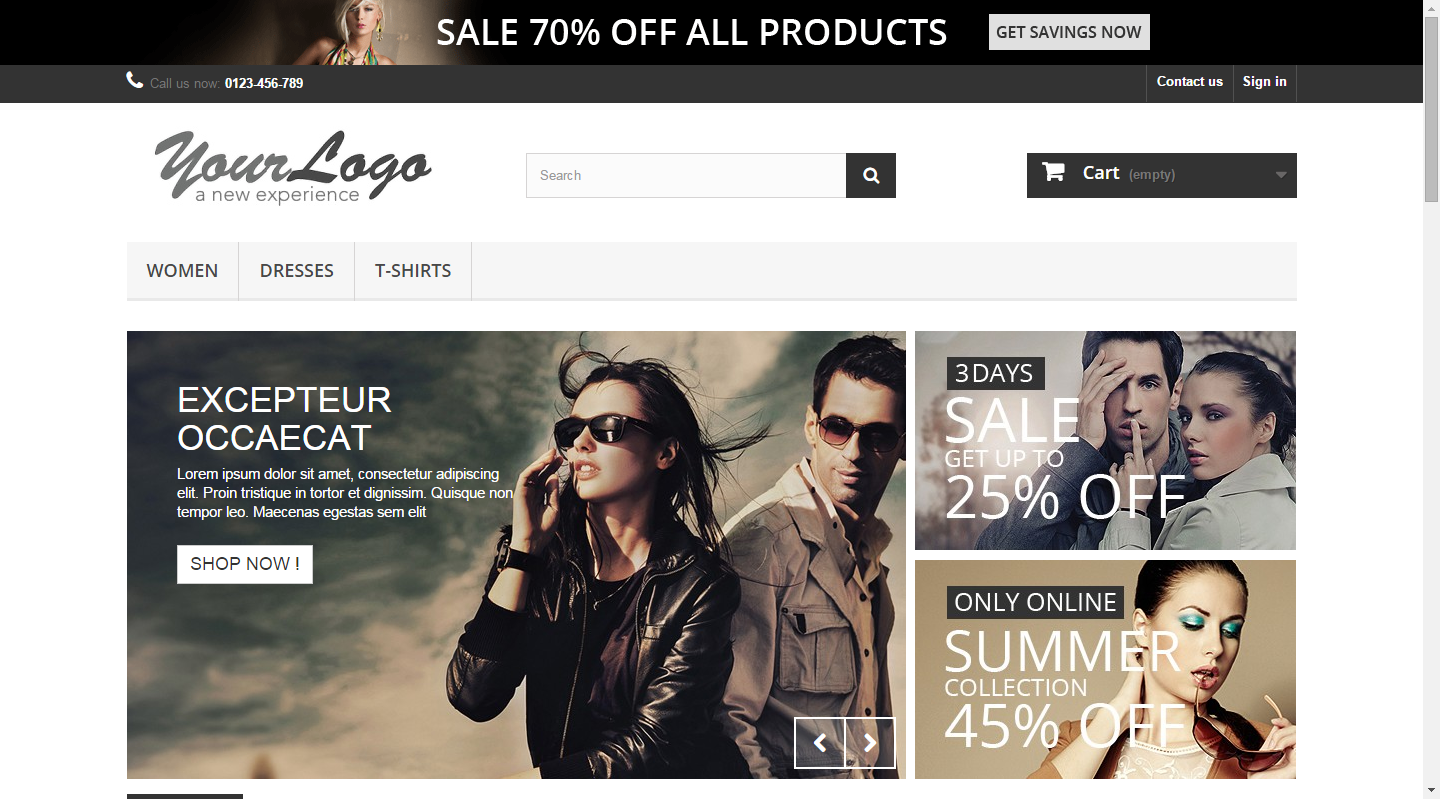 SALE 70% OFF ALL PRODUCTS
GET SAVINGS NOW
Call us now: 0123-456-789
Contact us
Sign in
YourLogo
a new experience
Search
Cart (empty)
WOMEN
DRESSES
T-SHIRTS
EXCEPTEUR
OCCAECAT
Lorem ipsum dolor sit amet, consectetur adipiscing
elit. Proin tristique in tortor et dignissim. Quisque non
tempor leo. Maecenas egestas sem elit
SHOP NOW !
3DAYS
SALE
GET UP TO
25% OFF
ONLY ONLINE
SUMMER
COLLECTION
45% OFF